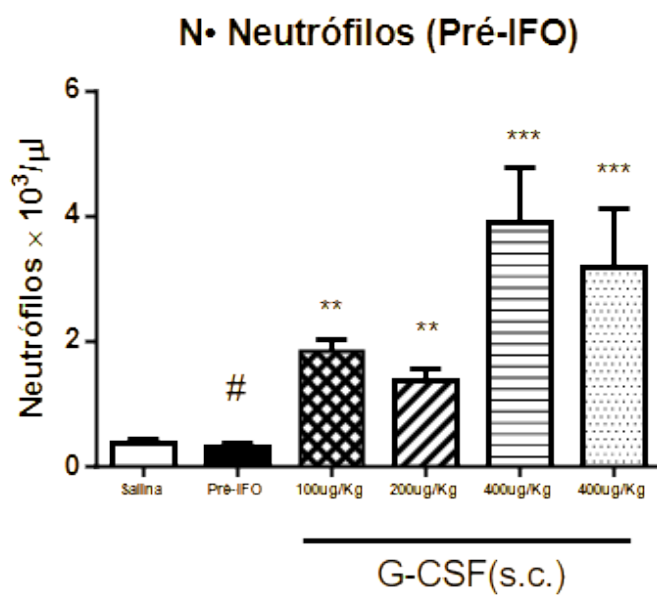 N• Neutrófilos (Pré-IFO)
Neutrófilos × 10³/µl
6
4
2
0
#
**
**
***
***
Salina
Pré-IFO
100ug/Kg
200ug/Kg
400ug/Kg
400ug/Kg
G-CSF(s.c.)